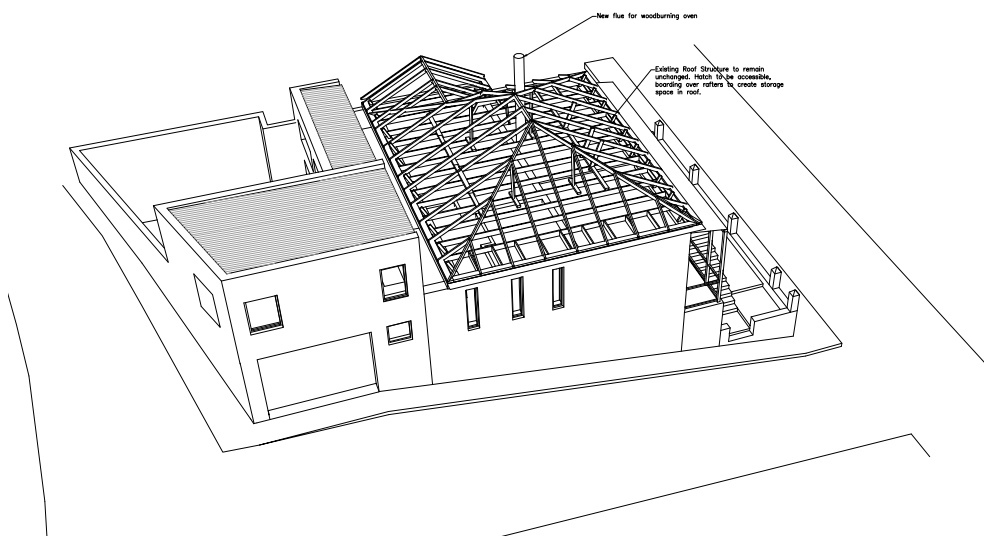 New flue for woodburning oven
Existing Roof Structure to remain
unchanged. Hatch to be accessible,
boarding over rafters to create storage
space in roof.